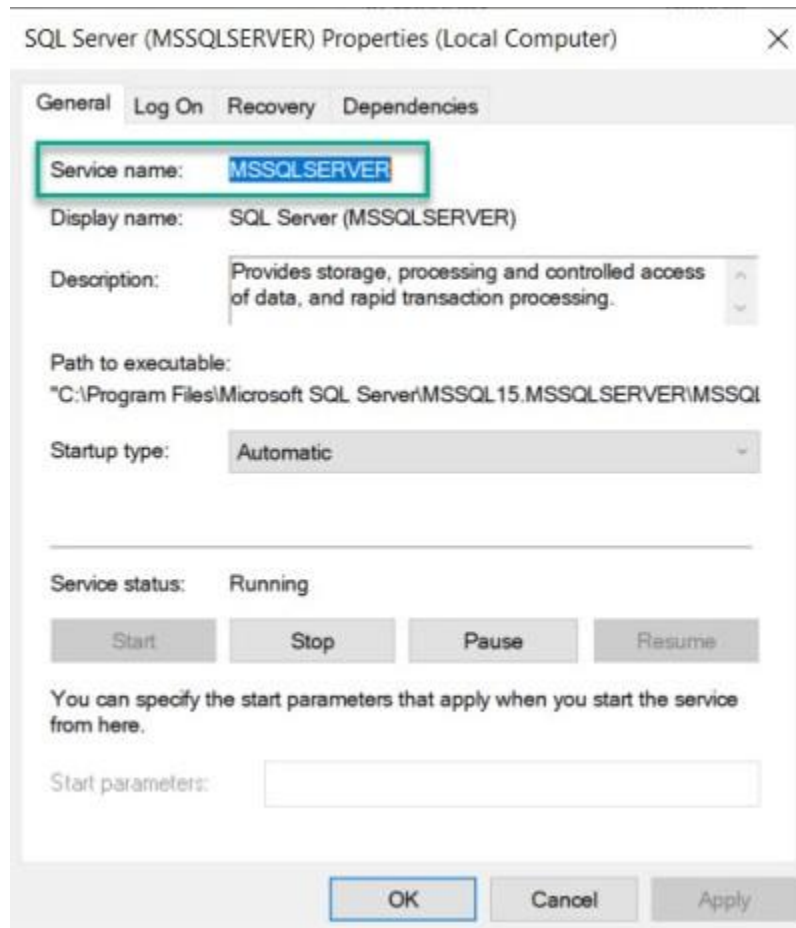 SQL Server (MSSQLSERVER) Properties (Local Computer)
General Log On Recovery Dependencies
Service name: MSSQLSERVER
Display name: SQL Server (MSSQLSERVER)
Description: Provides storage, processing and controlled access
of data, and rapid transaction processing.
Path to executable:
"C:\Program Files\Microsoft SQL Server\MSSQL15.MSSQLSERVER\MSSQL
Startup type: Automatic
Service status: Running
Start Stop Pause Resume
You can specify the start parameters that apply when you start the service
from here.
Start parameters:
OK Cancel Apply